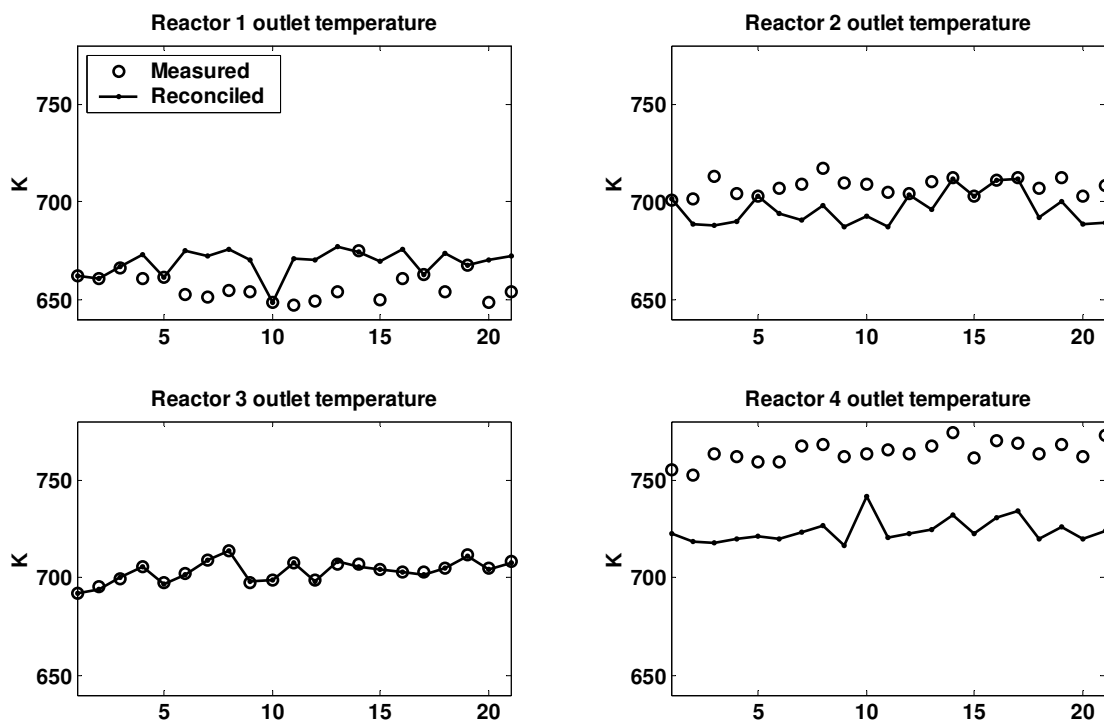 Reactor 1 outlet temperature
Reactor 2 outlet temperature
Measured
Reconciled
750
700
650
K
5
10
15
20
750
700
650
K
5
10
15
20
Reactor 3 outlet temperature
Reactor 4 outlet temperature
750
700
650
K
5
10
15
20
750
700
650
K
5
10
15
20